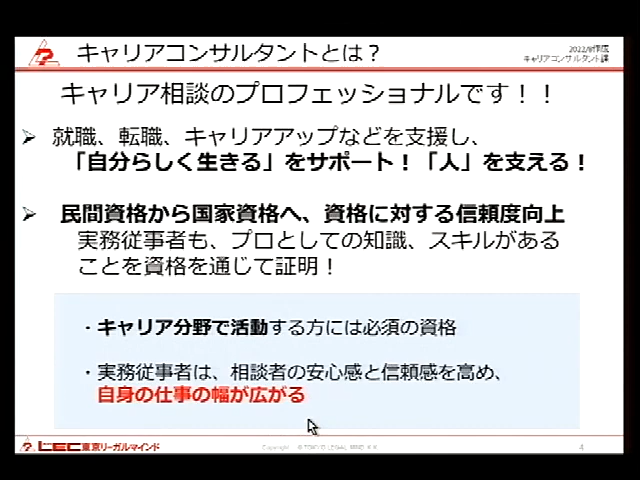 キャリアコンサルタントとは？
2022/8作成
キャリアコンサルタント課
キャリア相談のプロフェッショナルです！！
➢ 就職、転職、キャリアアップなどを支援し、
「自分らしく生きる」をサポート！「人」を支える！
➢ 民間資格から国家資格へ、資格に対する信頼度向上
実務従事者も、プロとしての知識、スキルがある
ことを資格を通じて証明！
・キャリア分野で活動する方には必須の資格
・実務従事者は、相談者の安心感と信頼感を高め、
自身の仕事の幅が広がる
LEC東京リーガルマインド
4